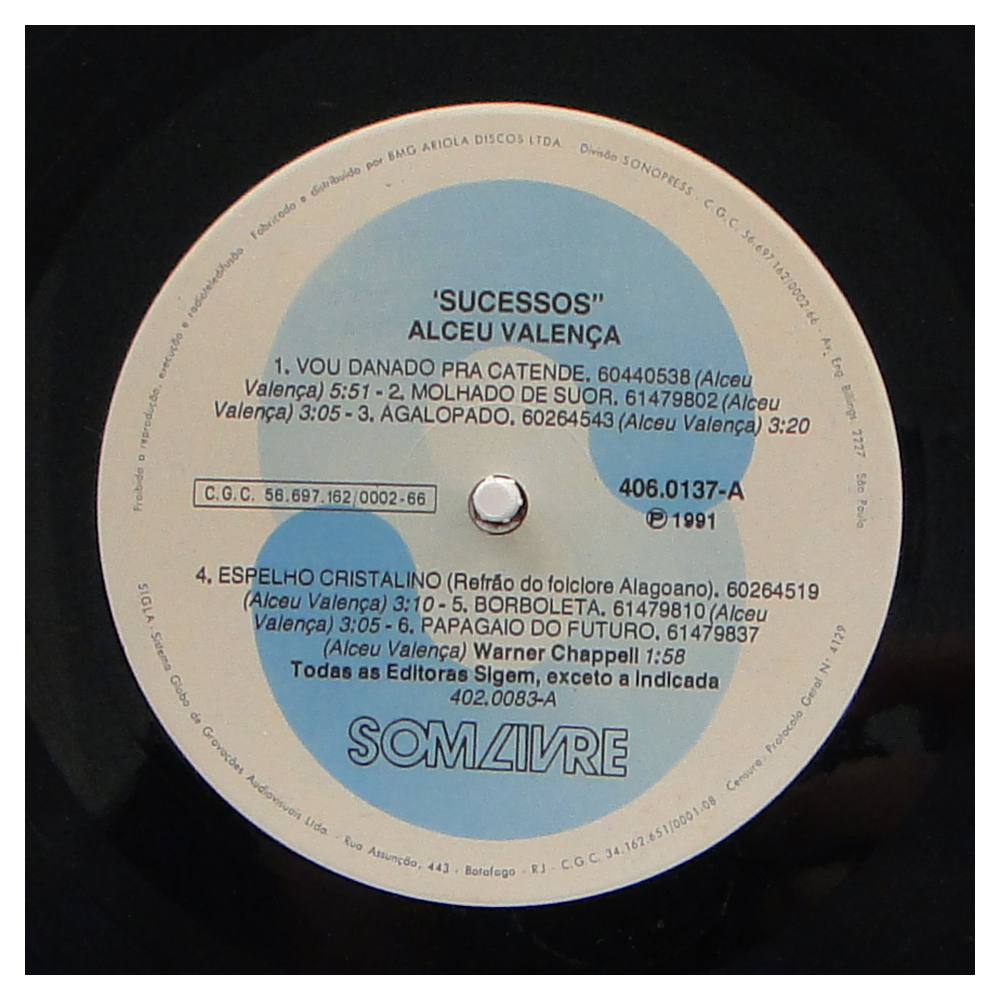 Proibida a reprodução, execução e radioteledifusão Fabricado e distribuido por BMG ARIOLA DISCOS LTDA. Divisão SONOPRESS · C.G.C. 56.697.162/0002-66 · Av. Eng. Billings, 2227 São Paulo
'SUCESSOS"
ALCEU VALENÇA
1. VOU DANADO PRA CATENDE. 60440538 (Alceu
Valença) 5:51 - 2. MOLHADO DE SUOR. 61479802 (Alceu
Valença) 3:05 - 3. AGALOPADO. 60264543 (Alceu Valença) 3:20
C.G.C. 56.697.162/0002-66
406.0137-A
Ⓟ 1991
4. ESPELHO CRISTALINO (Refrão do folclore Alagoano). 60264519
(Alceu Valença) 3:10 - 5. BORBOLETA. 61479810 (Alceu
Valença) 3:05 - 6. PAPAGAIO DO FUTURO. 61479837
(Alceu Valença) Warner Chappell 1:58
Todas as Editoras Sigem, exceto a indicada
402.0083-A
SOM LIVRE
SIGLA · Sistema Globo de Gravações Audiovisuais Ltda. · Rua Assunção, 443 · Botafogo · RJ · C.G.C. 34.162.651/0001-08 · Censura · Protocolo Geral N° 4129